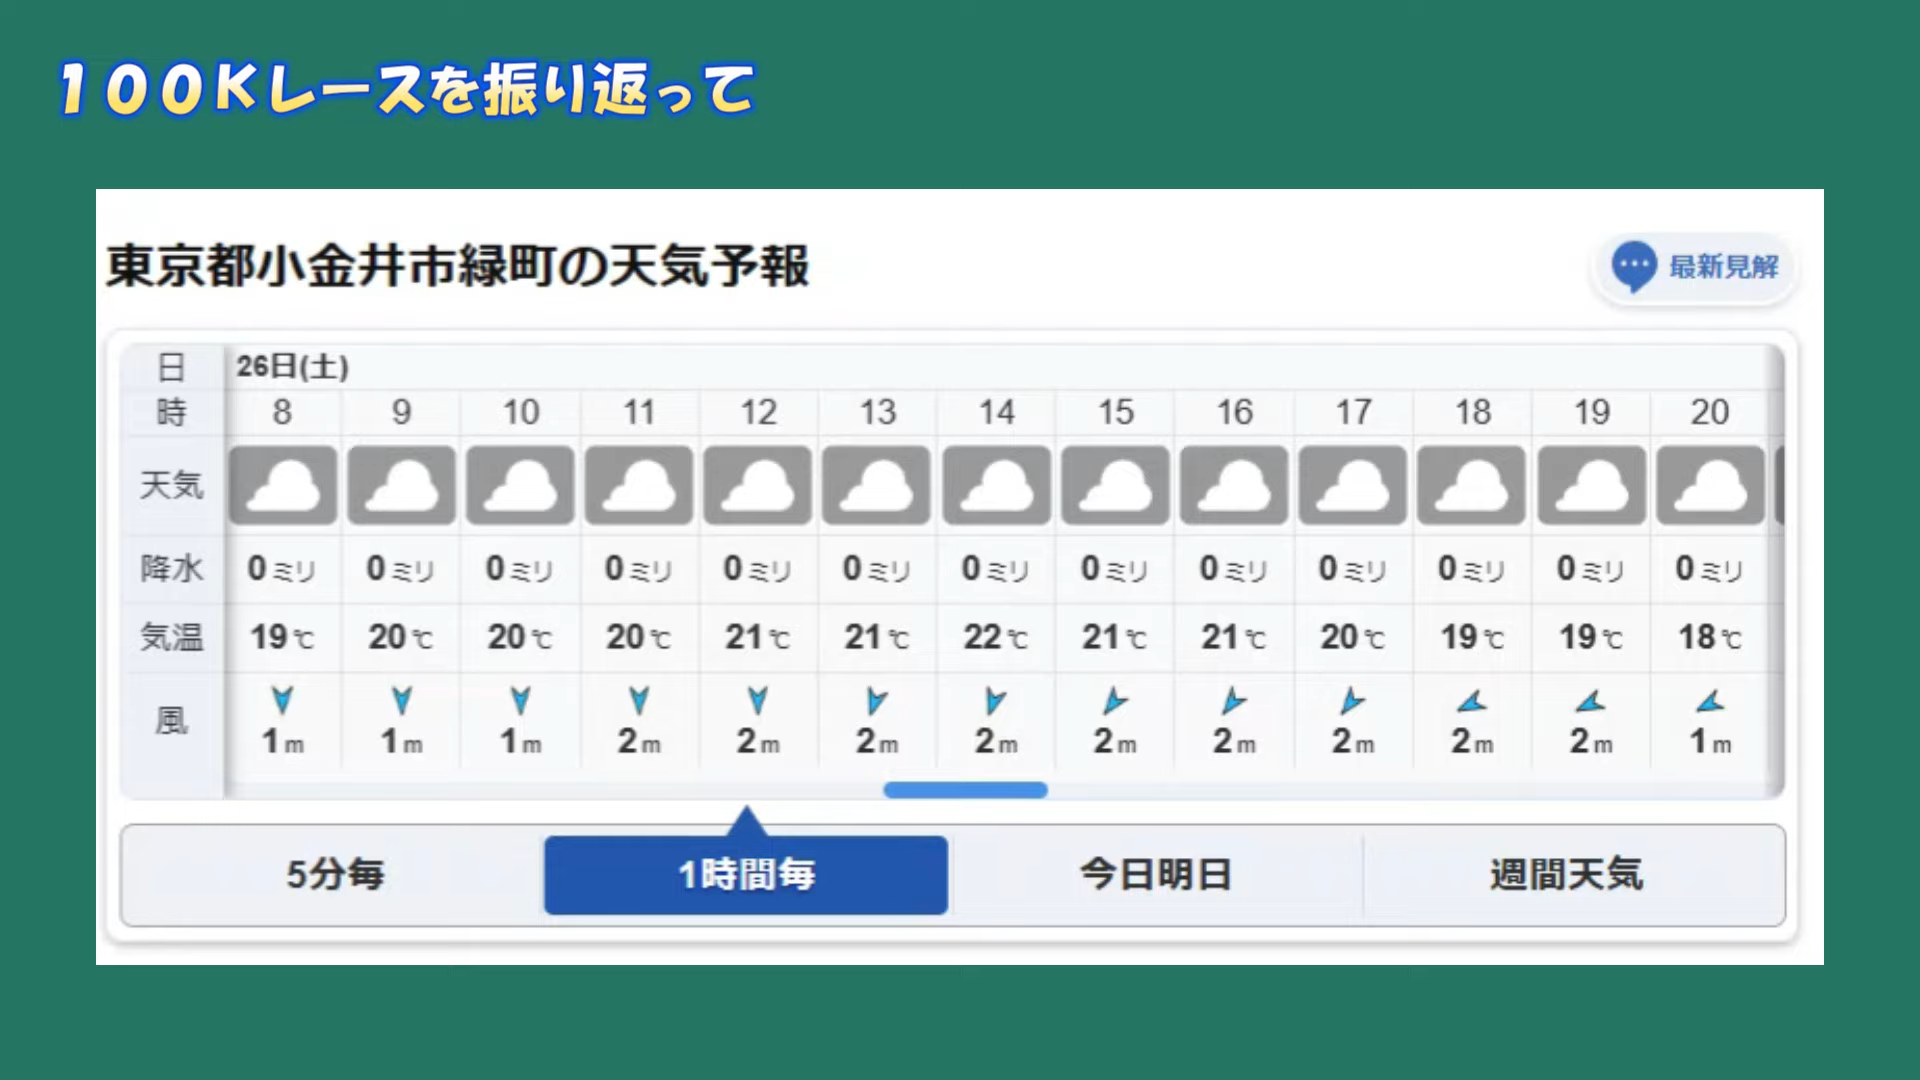 １００Kレースを振り返って
東京都小金井市緑町の天気予報
最新見解
日 26日(土)
時 8 9 10 11 12 13 14 15 16 17 18 19 20
天気
降水 0ミリ 0ミリ 0ミリ 0ミリ 0ミリ 0ミリ 0ミリ 0ミリ 0ミリ 0ミリ 0ミリ 0ミリ 0ミリ
気温 19℃ 20℃ 20℃ 20℃ 21℃ 21℃ 22℃ 21℃ 21℃ 20℃ 19℃ 19℃ 18℃
風 1m 1m 1m 2m 2m 2m 2m 2m 2m 2m 2m 2m 1m
5分毎 1時間毎 今日明日 週間天気